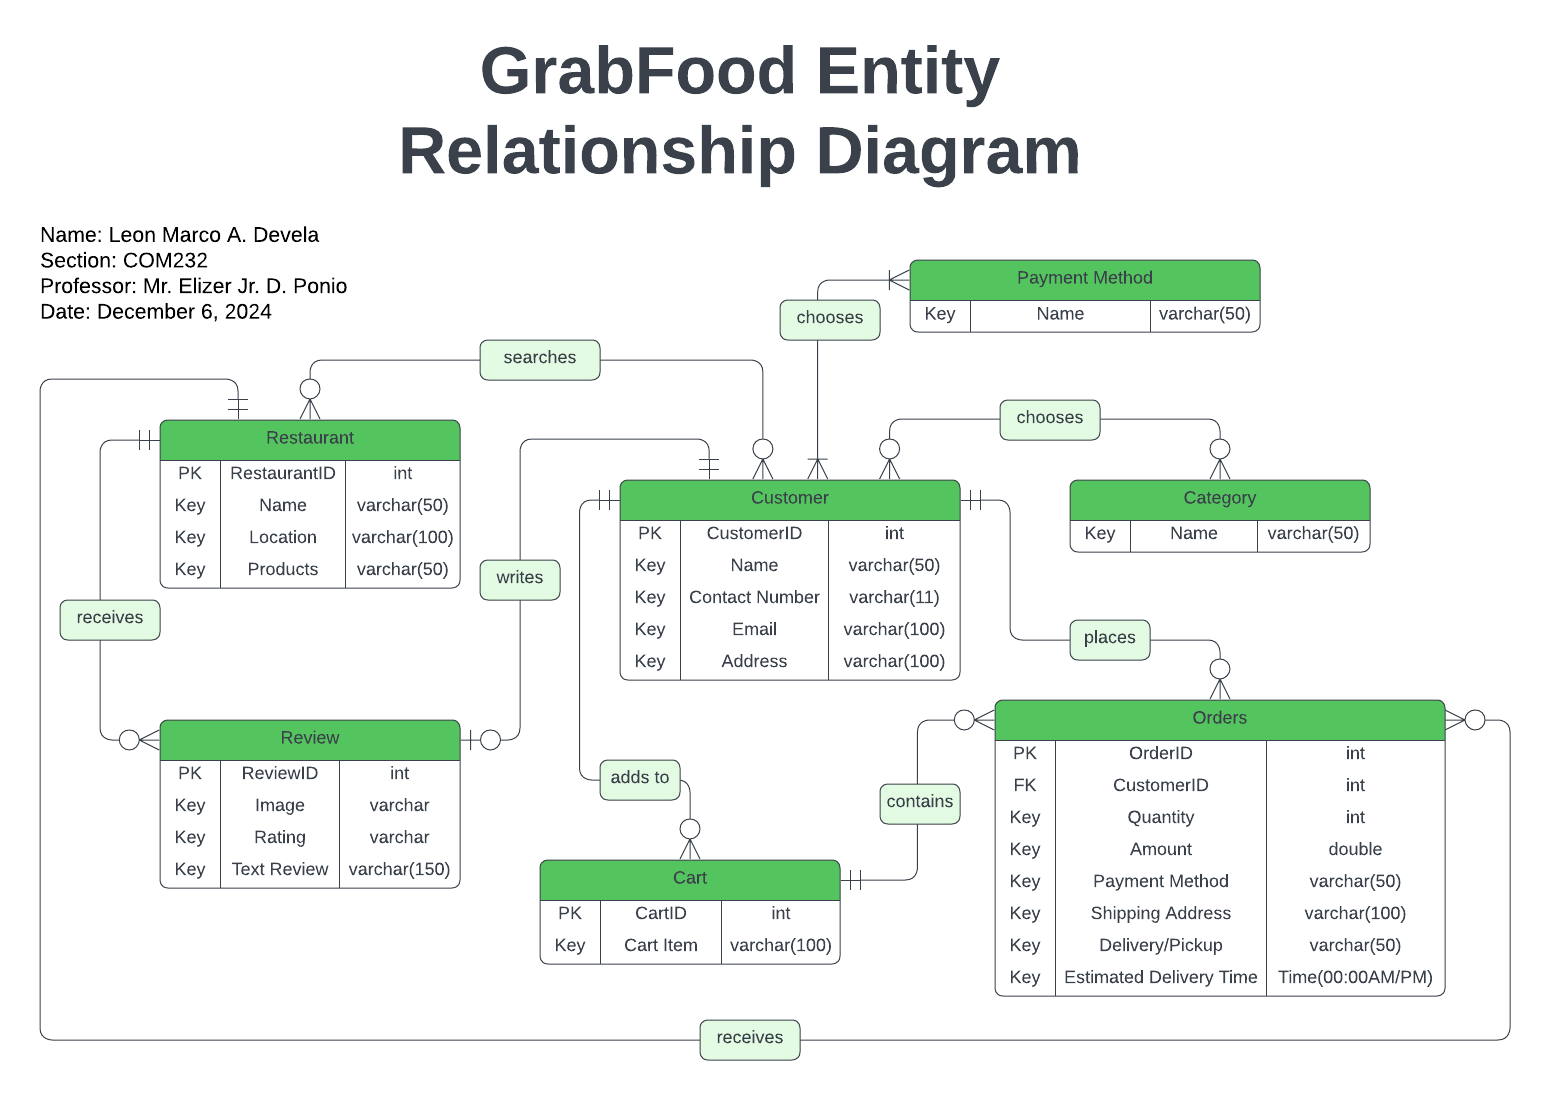 GrabFood Entity
Relationship Diagram
Name: Leon Marco A. Devela
Section: COM232
Professor: Mr. Elizer Jr. D. Ponio
Date: December 6, 2024
Payment Method
Key Name varchar(50)
chooses
searches
chooses
Restaurant
PK RestaurantID int
Key Name varchar(50)
Key Location varchar(100)
Key Products varchar(50)
Customer
PK CustomerID int
Key Name varchar(50)
Key Contact Number varchar(11)
Key Email varchar(100)
Key Address varchar(100)
Category
Key Name varchar(50)
writes
receives
places
Review
PK ReviewID int
Key Image varchar
Key Rating varchar
Key Text Review varchar(150)
adds to
contains
Orders
PK OrderID int
FK CustomerID int
Key Quantity int
Key Amount double
Key Payment Method varchar(50)
Key Shipping Address varchar(100)
Key Delivery/Pickup varchar(50)
Key Estimated Delivery Time Time(00:00AM/PM)
Cart
PK CartID int
Key Cart Item varchar(100)
receives